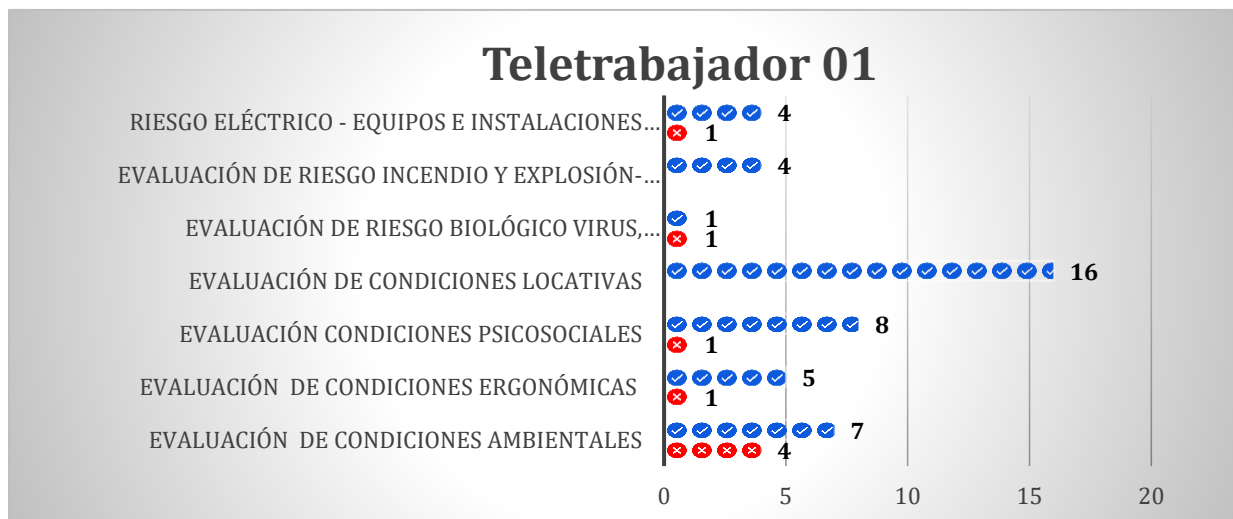 Teletrabajador 01
RIESGO ELÉCTRICO - EQUIPOS E INSTALACIONES...
4
1
EVALUACIÓN DE RIESGO INCENDIO Y EXPLOSIÓN-...
4
EVALUACIÓN DE RIESGO BIOLÓGICO VIRUS,...
1
1
EVALUACIÓN DE CONDICIONES LOCATIVAS
16
EVALUACIÓN CONDICIONES PSICOSOCIALES
8
1
EVALUACIÓN  DE CONDICIONES ERGONÓMICAS
5
1
EVALUACIÓN  DE CONDICIONES AMBIENTALES
7
4
0 5 10 15 20